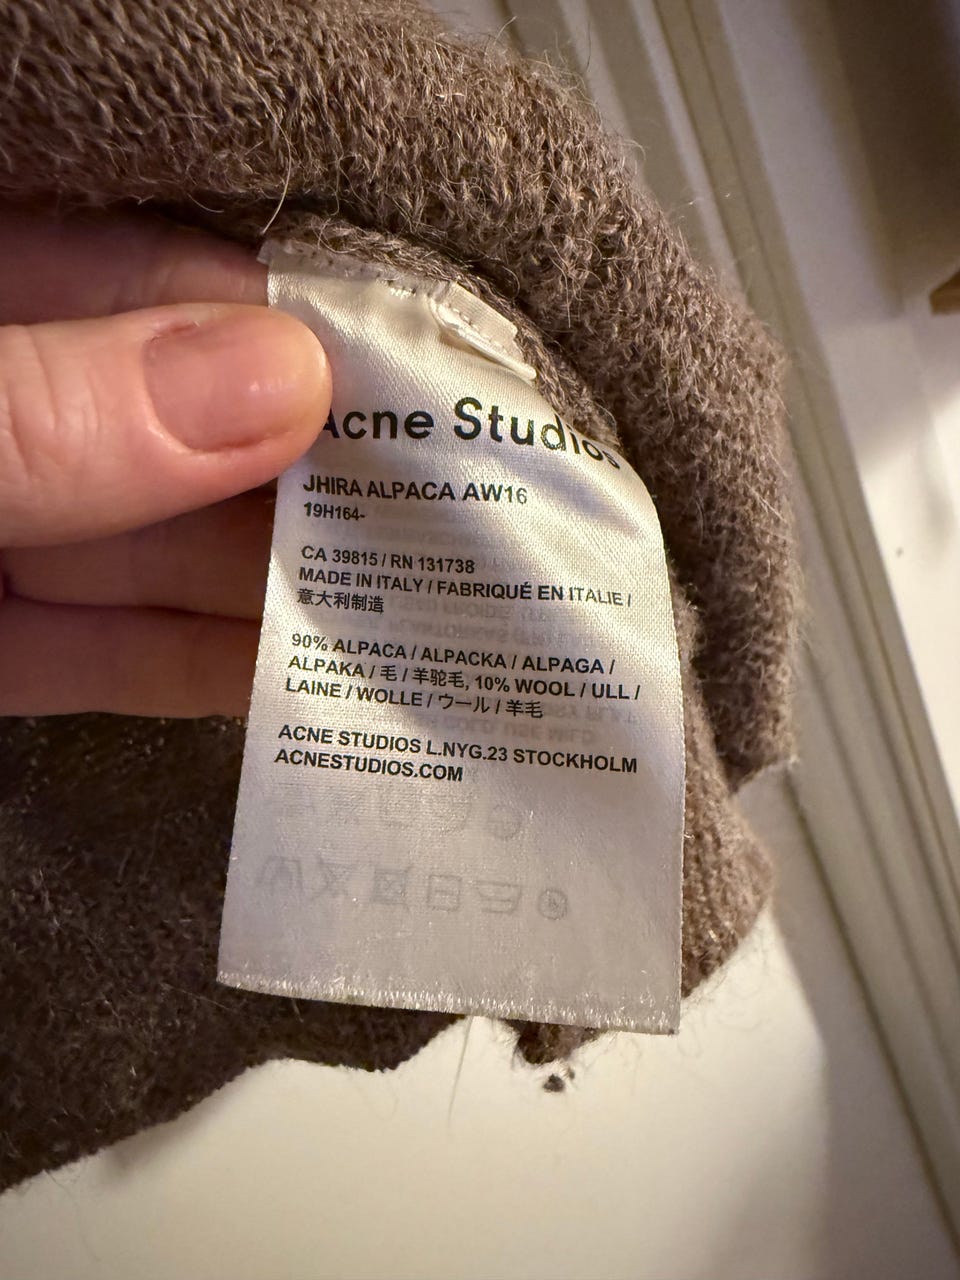 Acne Studios
JHIRA ALPACA AW16
19H164-
CA 39815 / RN 131738
MADE IN ITALY / FABRIQUÉ EN ITALIE /
意大利制造
90% ALPACA / ALPACKA / ALPAGA /
ALPAKA / 毛 / 羊驼毛, 10% WOOL / ULL /
LAINE / WOLLE / ウール / 羊毛
ACNE STUDIOS L.NYG.23 STOCKHOLM
ACNESTUDIOS.COM